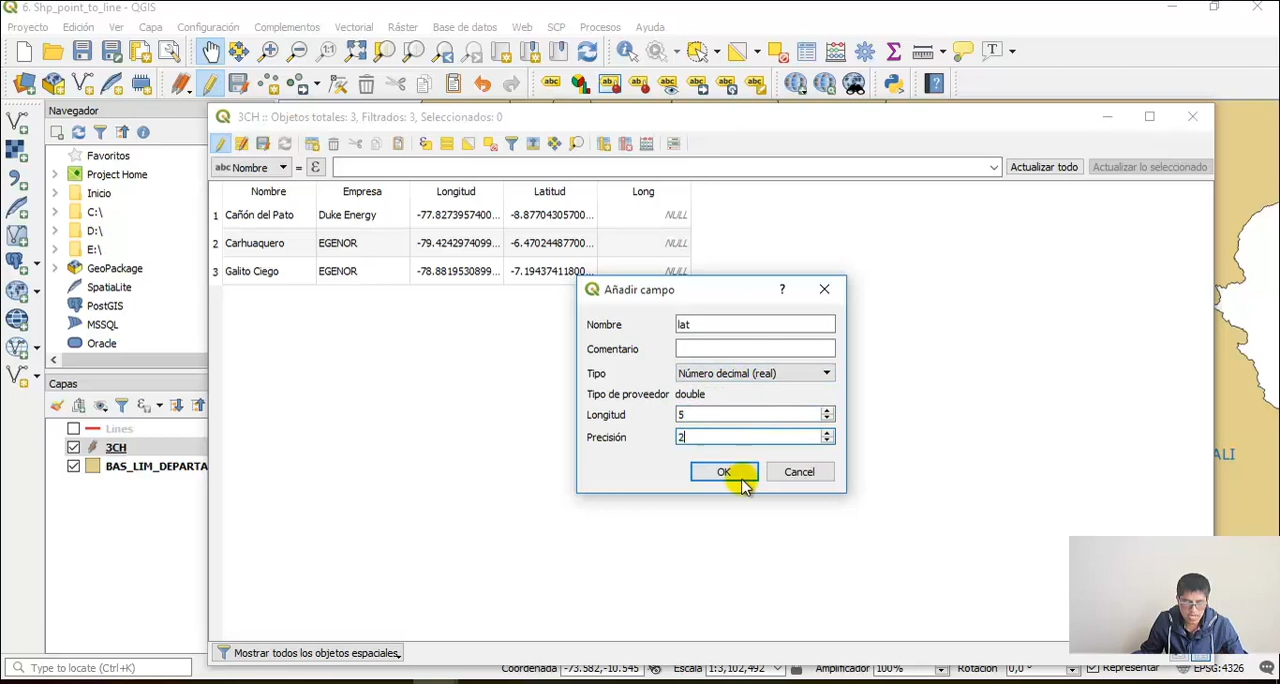 6. Shp_point_to_line - QGIS
Proyecto Edición Ver Capa Configuración Complementos Vectorial Ráster Base de datos Web SCP Procesos Ayuda
Navegador
Favoritos
Project Home
Inicio
C:\
D:\
E:\
GeoPackage
SpatiaLite
PostGIS
MSSQL
Oracle
Capas
Lines
3CH
BAS_LIM_DEPARTA
3CH :: Objetos totales: 3, Filtrados: 3, Seleccionados: 0
abc Nombre = ε Actualizar todo Actualizar lo seleccionado
Nombre Empresa Longitud Latitud Long
1 Cañón del Pato Duke Energy -77.8273957400... -8.87704305700... NULL
2 Carhuaquero EGENOR -79.4242974099... -6.47024487700... NULL
3 Galito Ciego EGENOR -78.8819530899... -7.19437411800... NULL
Añadir campo ?
Nombre lat
Comentario
Tipo Número decimal (real)
Tipo de proveedor double
Longitud 5
Precisión 2
OK Cancel
ALI
Mostrar todos los objetos espaciales
Type to locate (Ctrl+K) Coordenada -73.582,-10.545 Escala 1:3,102,492 Amplificador 100% Rotación 0,0 ° Representar EPSG:4326